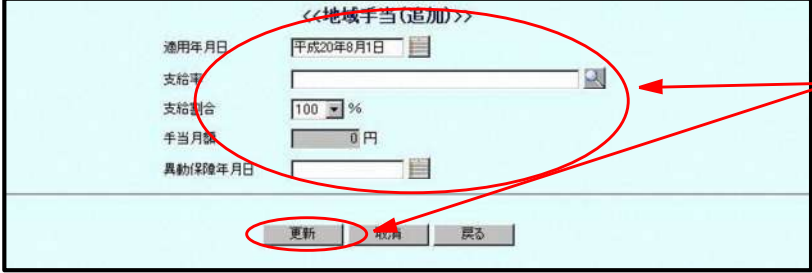 <<地域手当(追加)>>
適用年月日 平成20年8月1日
支給率
支給割合 100 %
手当月額 0 円
異動保障年月日
更新 取消 戻る